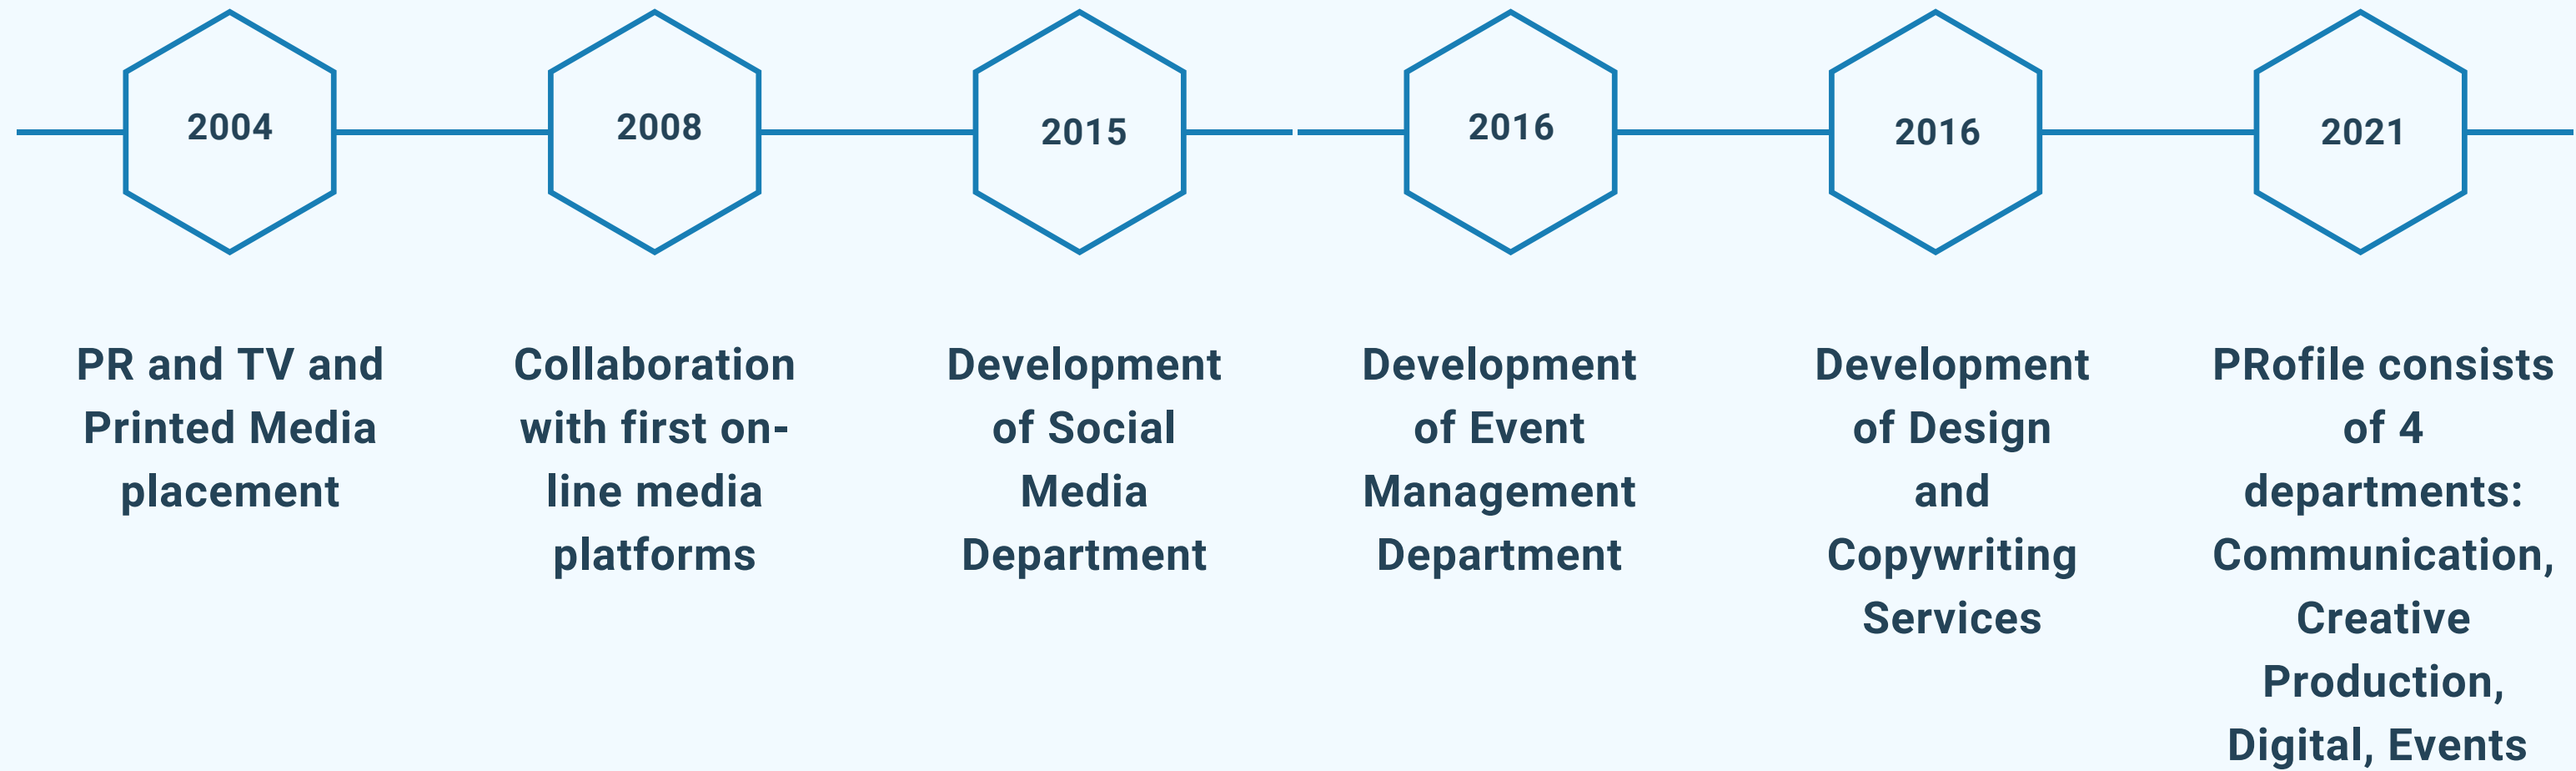 2004
PR and TV and
Printed Media
placement
2008
Collaboration
with first on-
line media
platforms
2015
Development
of Social
Media
Department
2016
Development
of Event
Management
Department
2016
Development
of Design
and
Copywriting
Services
2021
PRofile consists
of 4
departments:
Communication,
Creative
Production,
Digital, Events